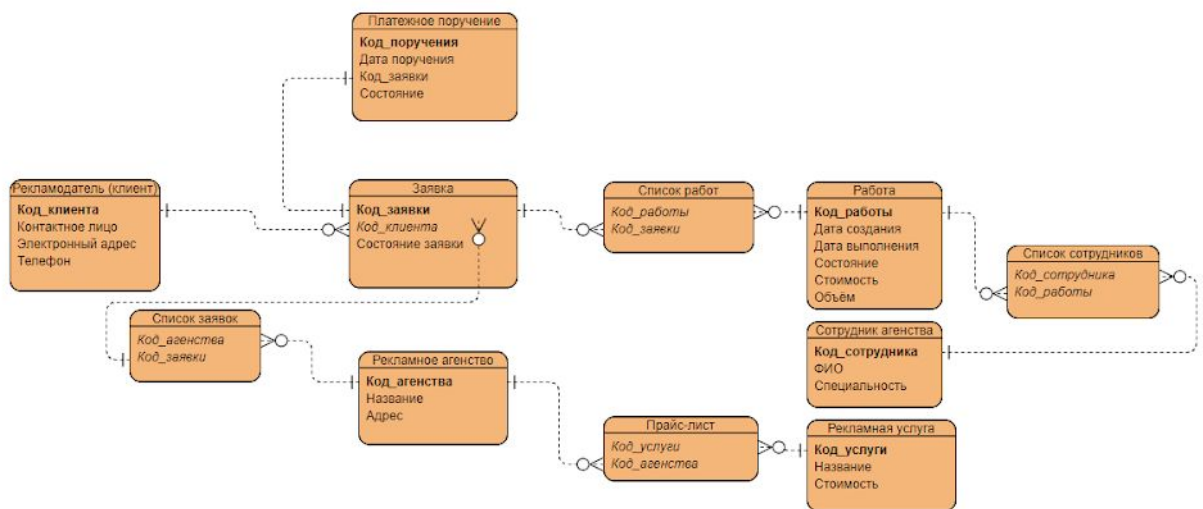 Платежное поручение
Код_поручения
Дата поручения
Код_заявки
Состояние
Рекламодатель (клиент)
Код_клиента
Контактное лицо
Электронный адрес
Телефон
Заявка
Код_заявки
Код_клиента
Состояние заявки
Список работ
Код_работы
Код_заявки
Работа
Код_работы
Дата создания
Дата выполнения
Состояние
Стоимость
Объём
Список сотрудников
Код_сотрудника
Код_работы
Список заявок
Код_агенства
Код_заявки
Рекламное агенство
Код_агенства
Название
Адрес
Сотрудник агенства
Код_сотрудника
ФИО
Специальность
Прайс-лист
Код_услуги
Код_агенства
Рекламная услуга
Код_услуги
Название
Стоимость